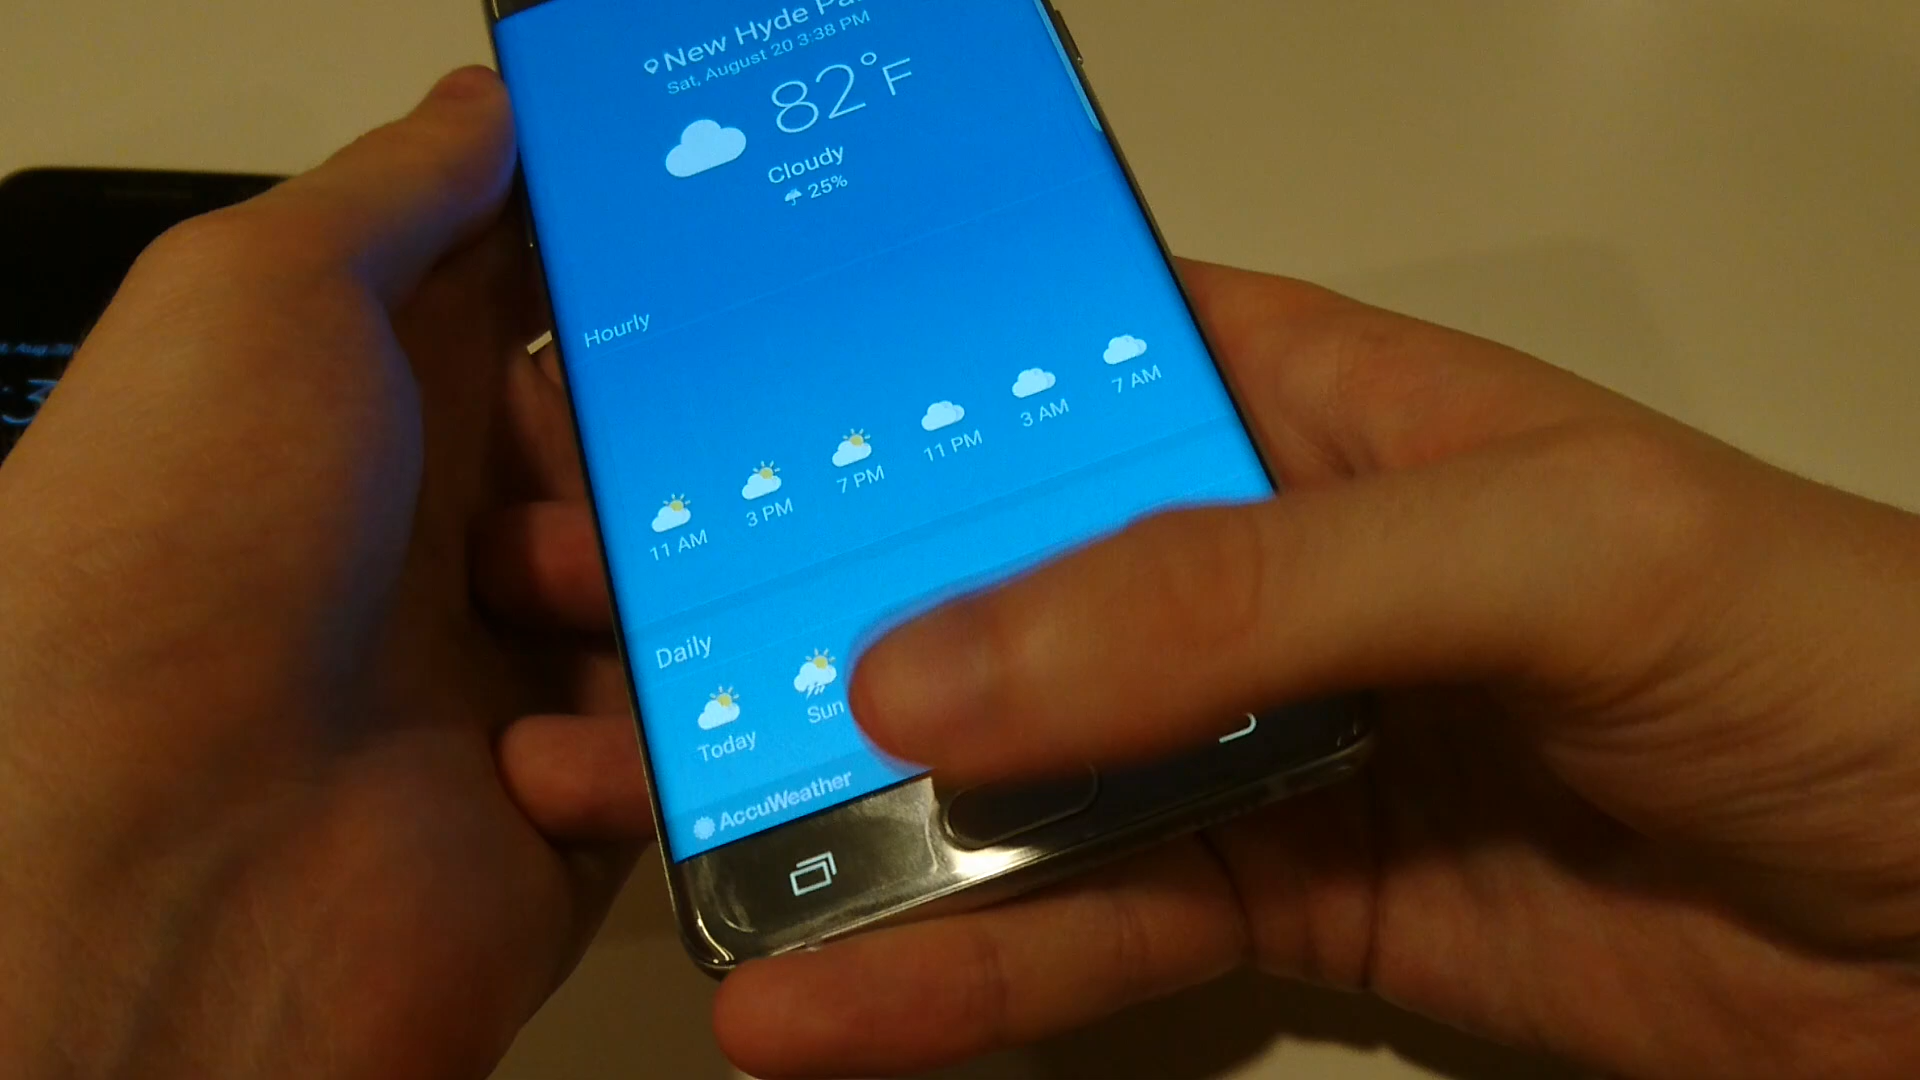 New Hyde Pa
Sat, August 20 3:38 PM
82°F
Cloudy
25%
Hourly
11 AM 3 PM 7 PM 11 PM 3 AM 7 AM
Daily
Today Sun
AccuWeather